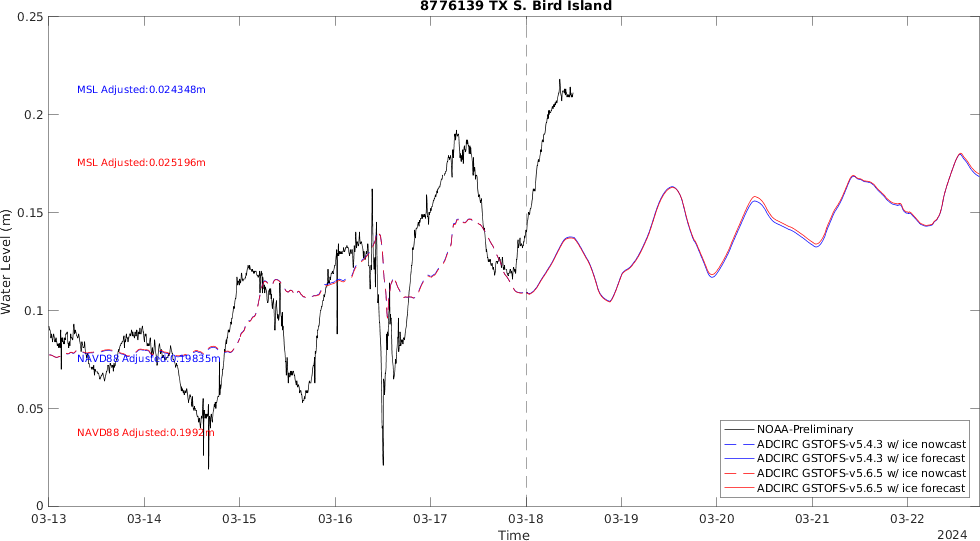 8776139 TX S. Bird Island
0.25
0.2
0.15
0.1
0.05
0
Water Level (m)
MSL Adjusted:0.024348m
MSL Adjusted:0.025196m
NAVD88 Adjusted:0.19835m
NAVD88 Adjusted:0.1992m
NOAA-Preliminary
ADCIRC GSTOFS-v5.4.3 w/ ice nowcast
ADCIRC GSTOFS-v5.4.3 w/ ice forecast
ADCIRC GSTOFS-v5.6.5 w/ ice nowcast
ADCIRC GSTOFS-v5.6.5 w/ ice forecast
03-13 03-14 03-15 03-16 03-17 03-18 03-19 03-20 03-21 03-22
Time
2024